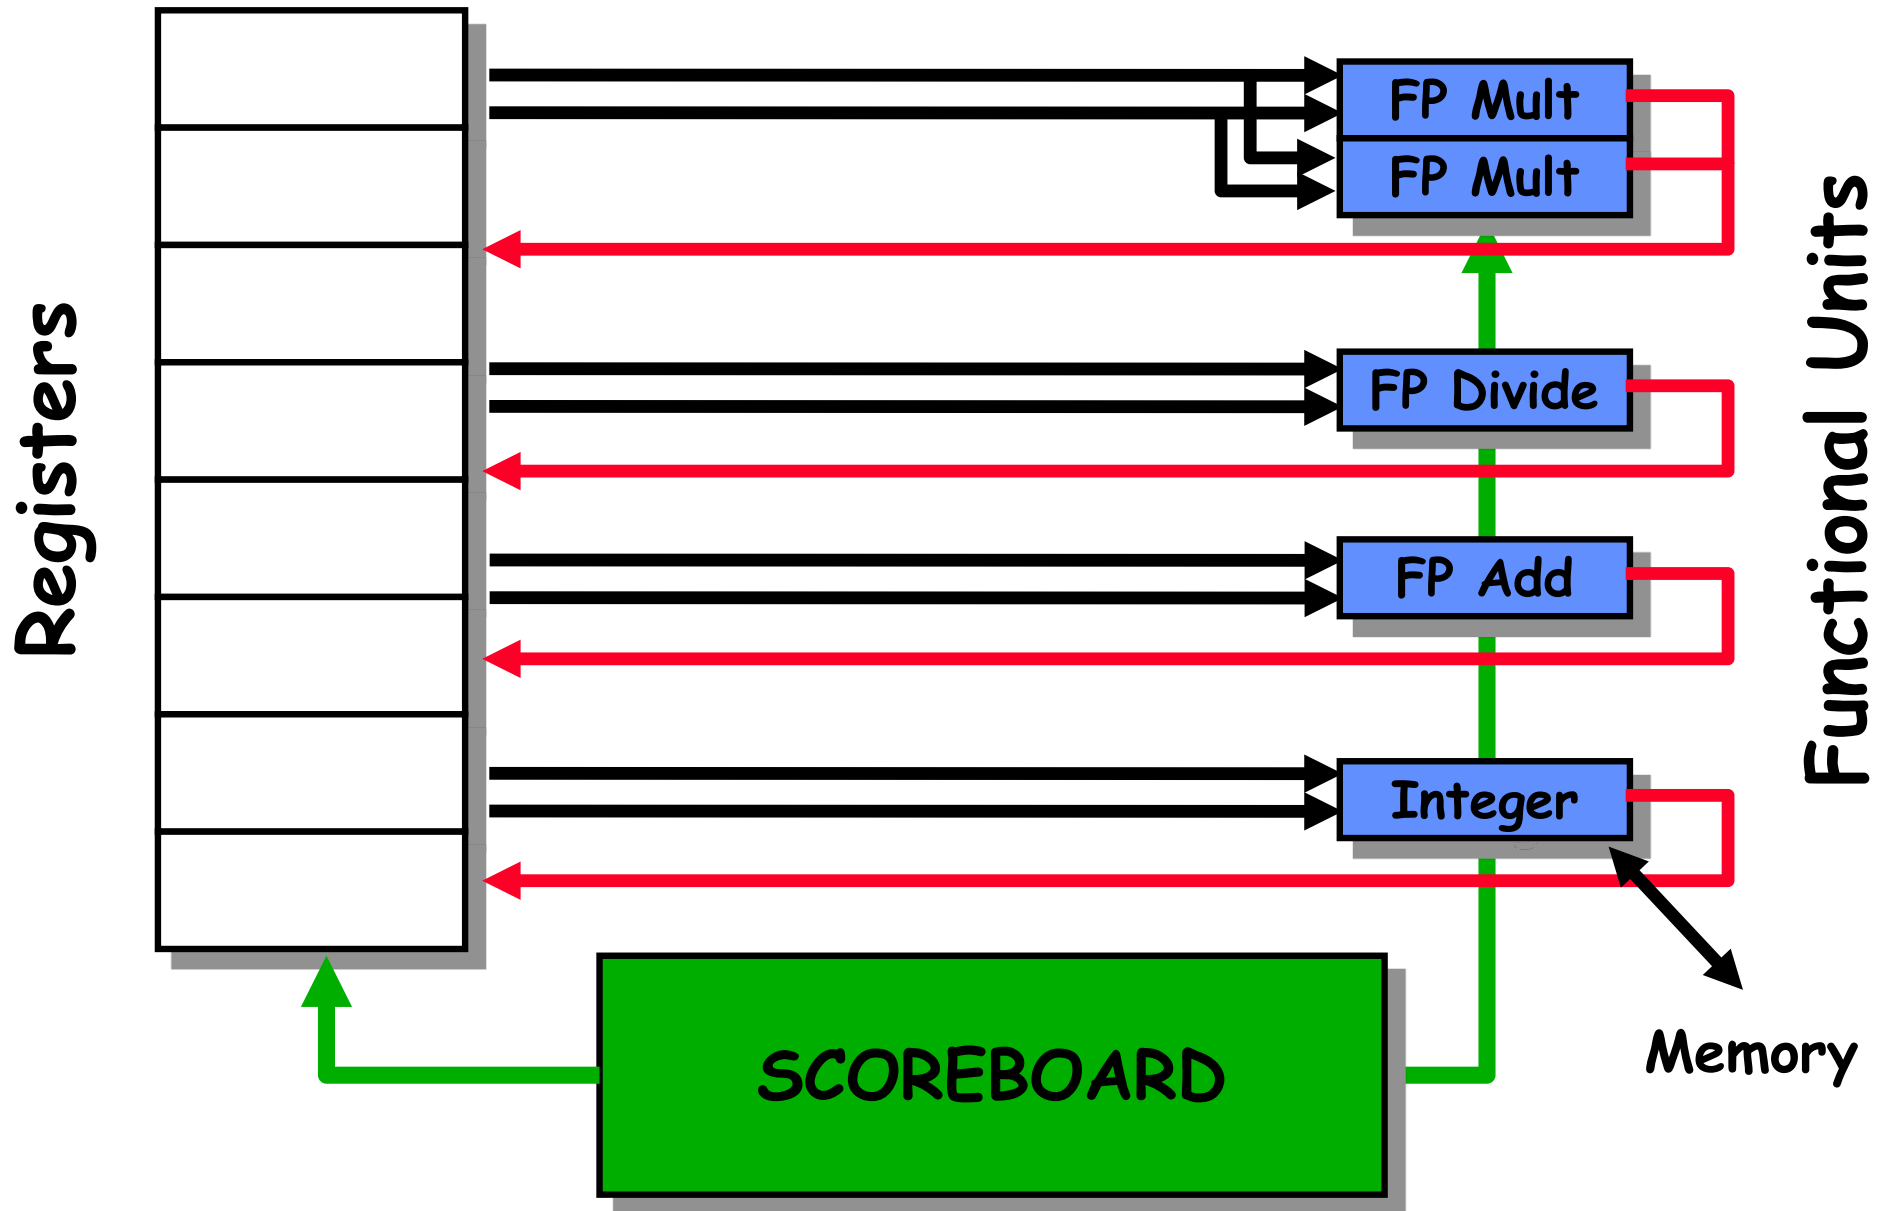 Registers
FP Mult
FP Mult
FP Divide
FP Add
Integer
Functional Units
Memory
SCOREBOARD